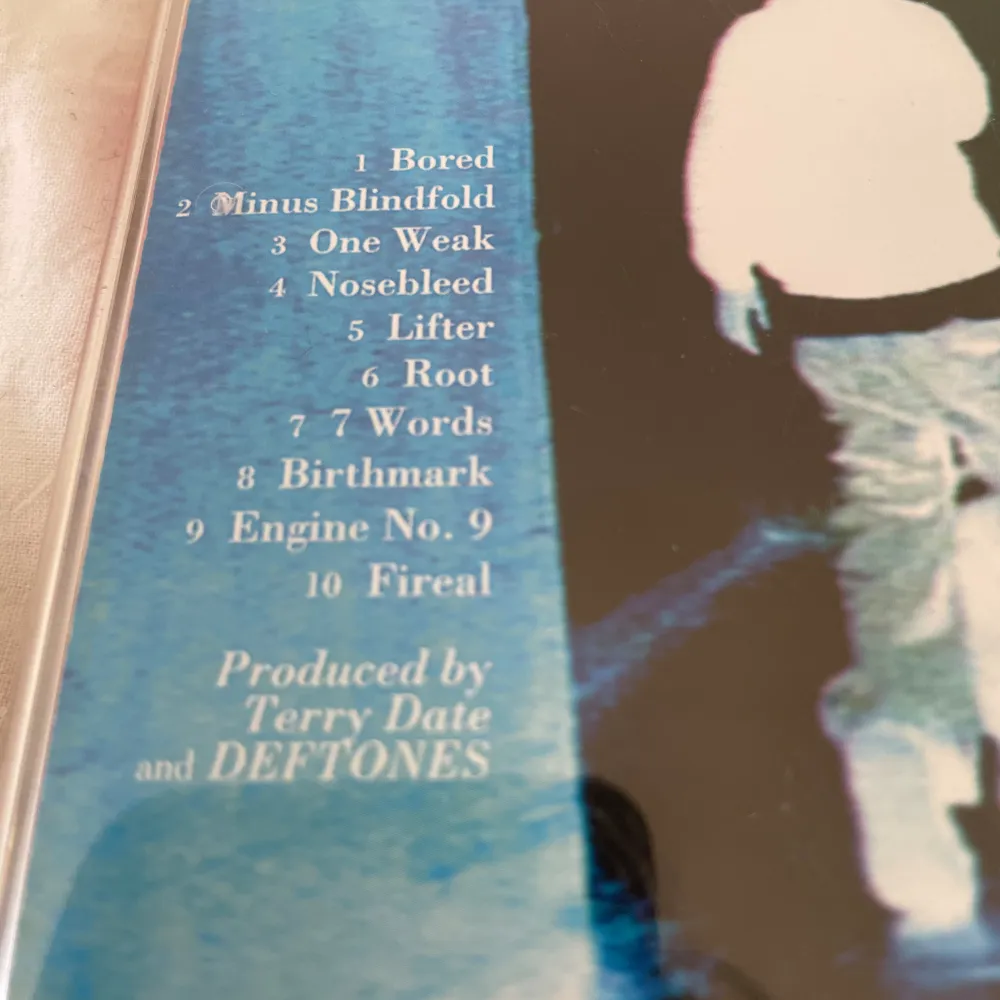 1 Bored
2 Minus Blindfold
3 One Weak
4 Nosebleed
5 Lifter
6 Root
7 7 Words
8 Birthmark
9 Engine No. 9
10 Fireal
Produced by
Terry Date
and DEFTONES